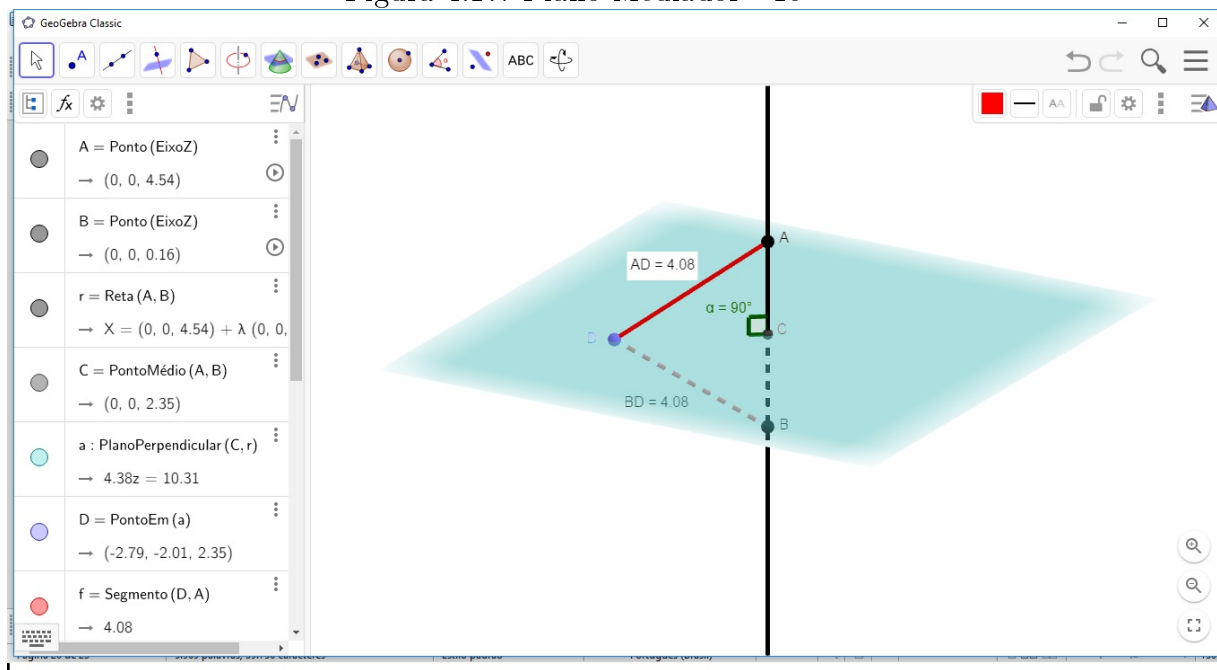 GeoGebra Classic
A
ABC
fx
AA
A = Ponto (EixoZ)
→ (0, 0, 4.54)
B = Ponto (EixoZ)
→ (0, 0, 0.16)
r = Reta (A, B)
→ X = (0, 0, 4.54) + λ (0, 0,
C = PontoMédio (A, B)
→ (0, 0, 2.35)
a : PlanoPerpendicular (C, r)
→ 4.38z = 10.31
D = PontoEm (a)
→ (-2.79, -2.01, 2.35)
f = Segmento (D, A)
→ 4.08
A
AD = 4.08
α = 90°
C
D
BD = 4.08
B